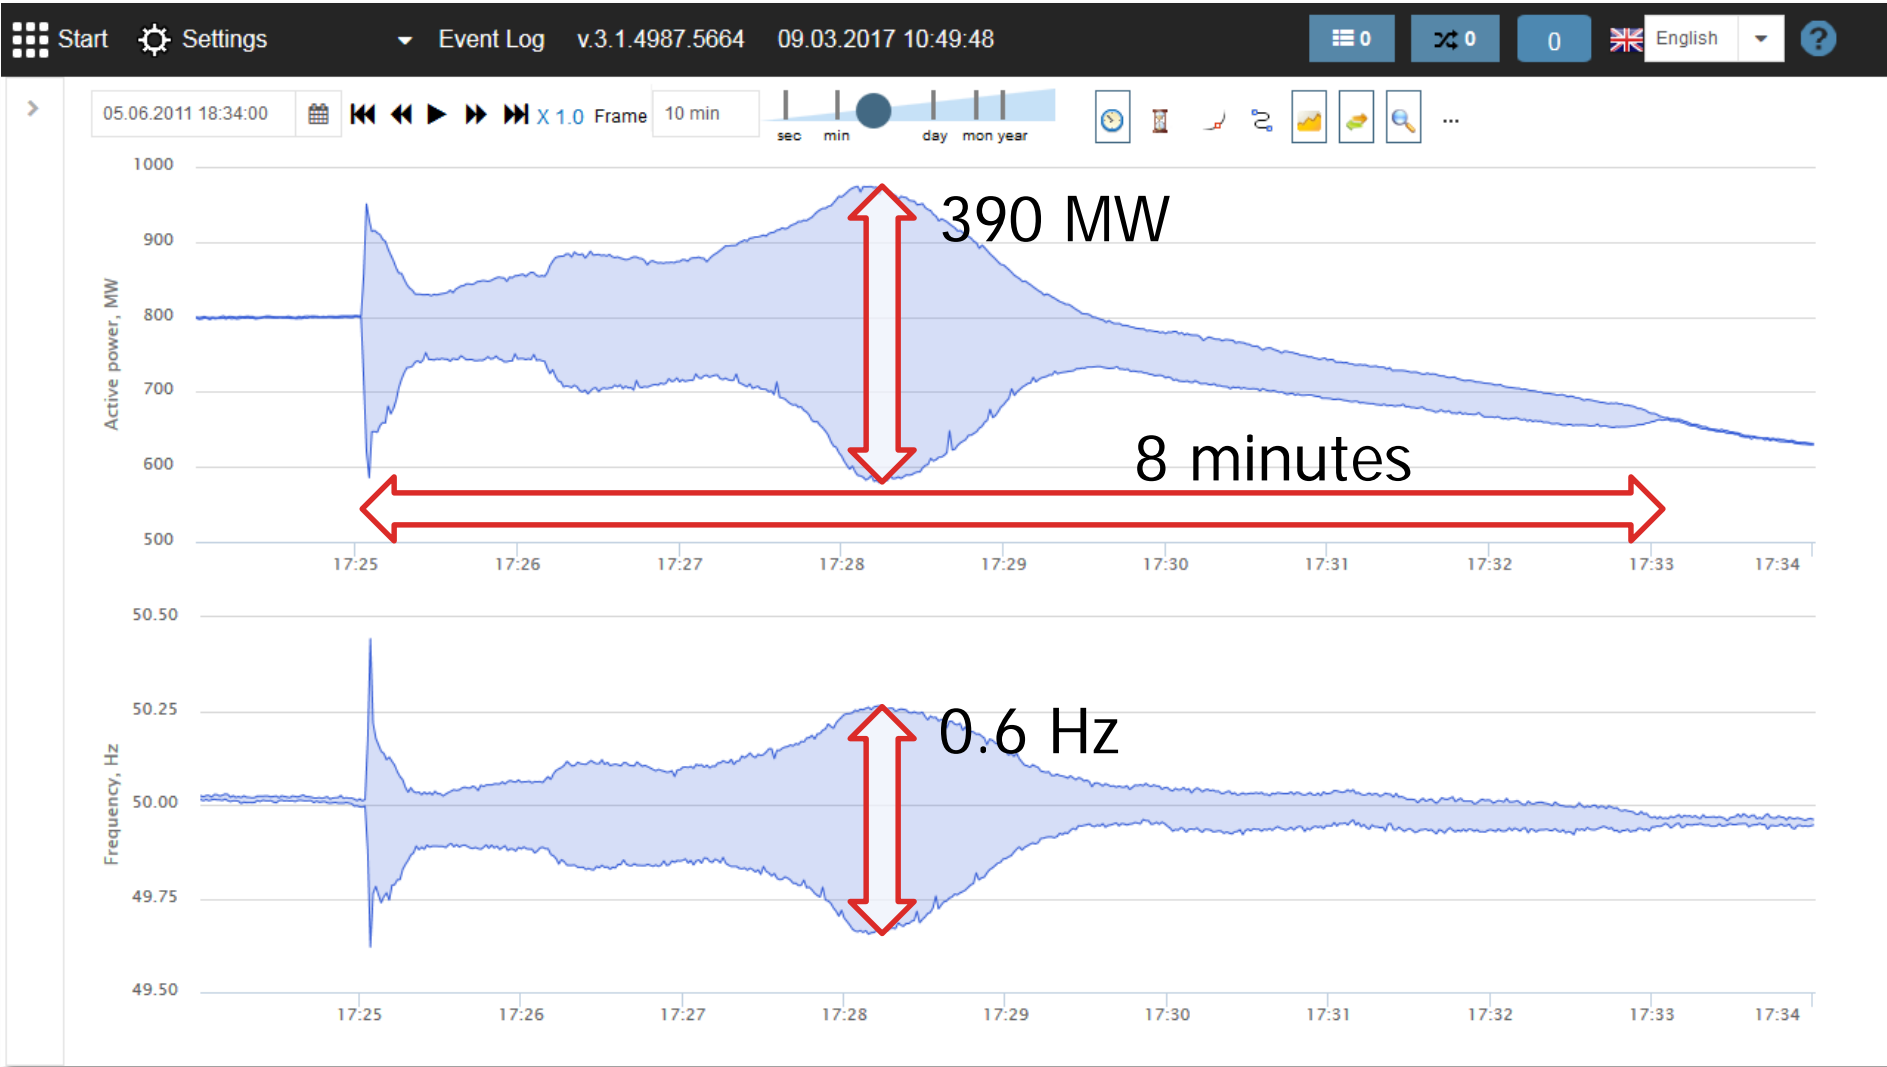 Start Settings Event Log v.3.1.4987.5664 09.03.2017 10:49:48 0 0 0 English ?
05.06.2011 18:34:00 X 1.0 Frame 10 min sec min day mon year ...
1000
900
800
700
600
500
Active power, MW
390 MW
8 minutes
17:25 17:26 17:27 17:28 17:29 17:30 17:31 17:32 17:33 17:34
50.50
50.25
50.00
49.75
49.50
Frequency, Hz
0.6 Hz
17:25 17:26 17:27 17:28 17:29 17:30 17:31 17:32 17:33 17:34